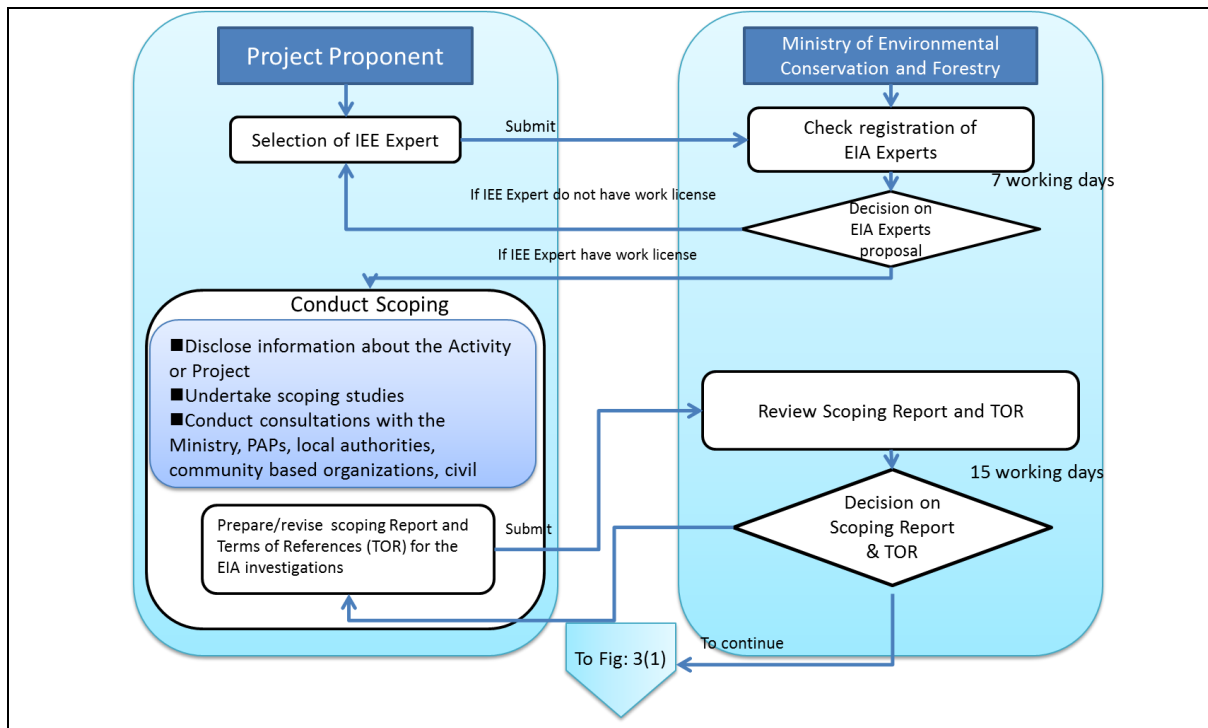 Project Proponent
Ministry of Environmental
Conservation and Forestry
Selection of IEE Expert
Submit
Check registration of
EIA Experts
7 working days
If IEE Expert do not have work license
Decision on
EIA Experts
proposal
If IEE Expert have work license
Conduct Scoping
■Disclose information about the Activity
or Project
■Undertake scoping studies
■Conduct consultations with the
Ministry, PAPs, local authorities,
community based organizations, civil
Review Scoping Report and TOR
15 working days
Prepare/revise scoping Report and
Terms of References (TOR) for the
EIA investigations
Submit
Decision on
Scoping Report
& TOR
To continue
To Fig: 3(1)